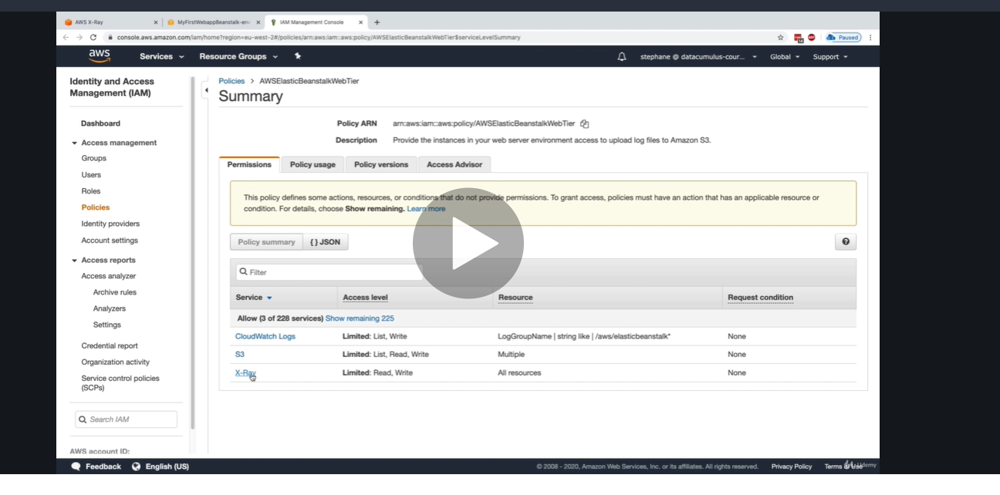 AWS X-Ray
MyFirstWebappBeanstalk-env
IAM Management Console
console.aws.amazon.com/iam/home?region=eu-west-2#/policies/arn:aws:iam::aws:policy/AWSElasticBeanstalkWebTier$serviceLevelSummary
Paused
aws
Services
Resource Groups
stephane @ datacumulus-cour...
Global
Support
Identity and Access
Management (IAM)
Dashboard
Access management
Groups
Users
Roles
Policies
Identity providers
Account settings
Access reports
Access analyzer
Archive rules
Analyzers
Settings
Credential report
Organization activity
Service control policies
(SCPs)
Search IAM
AWS account ID:
Policies > AWSElasticBeanstalkWebTier
Summary
Policy ARN arn:aws:iam::aws:policy/AWSElasticBeanstalkWebTier
Description Provide the instances in your web server environment access to upload log files to Amazon S3.
Permissions Policy usage Policy versions Access Advisor
This policy defines some actions, resources, or conditions that do not provide permissions. To grant access, policies must have an action that has an applicable resource or
condition. For details, choose Show remaining. Learn more
Policy summary { } JSON
Filter
Service Access level Resource Request condition
Allow (3 of 228 services) Show remaining 225
CloudWatch Logs Limited: List, Write LogGroupName | string like | /aws/elasticbeanstalk* None
S3 Limited: List, Read, Write Multiple None
X-Ray Limited: Read, Write All resources None
Feedback English (US)
© 2008 - 2020, Amazon Web Services, Inc. or its affiliates. All rights reserved. Privacy Policy Terms of Use